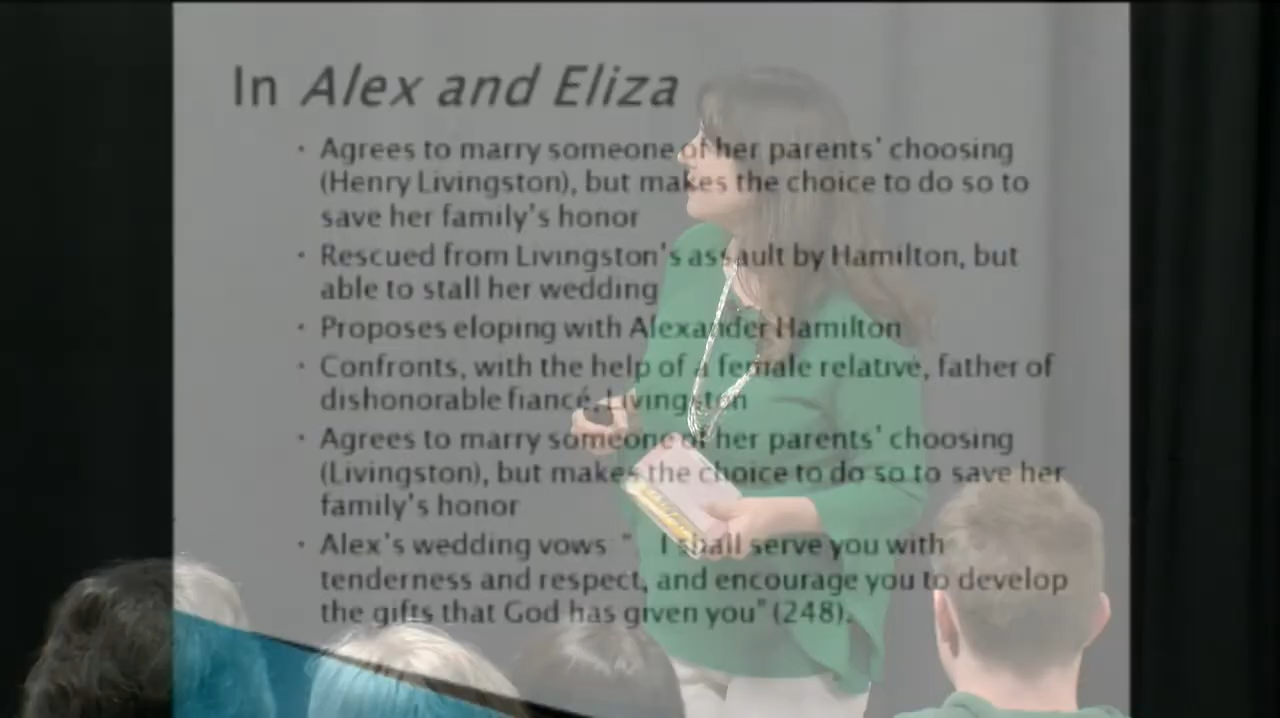 In Alex and Eliza
• Agrees to marry someone of her parents' choosing
(Henry Livingston), but makes the choice to do so to
save her family's honor
• Rescued from Livingston's assault by Hamilton, but
able to stall her wedding
• Proposes eloping with Alexander Hamilton
• Confronts, with the help of a female relative, father of
dishonorable fiancé, Livingston
• Agrees to marry someone of her parents' choosing
(Livingston), but makes the choice to do so to save her
family's honor
• Alex's wedding vows " I shall serve you with
tenderness and respect, and encourage you to develop
the gifts that God has given you" (248).